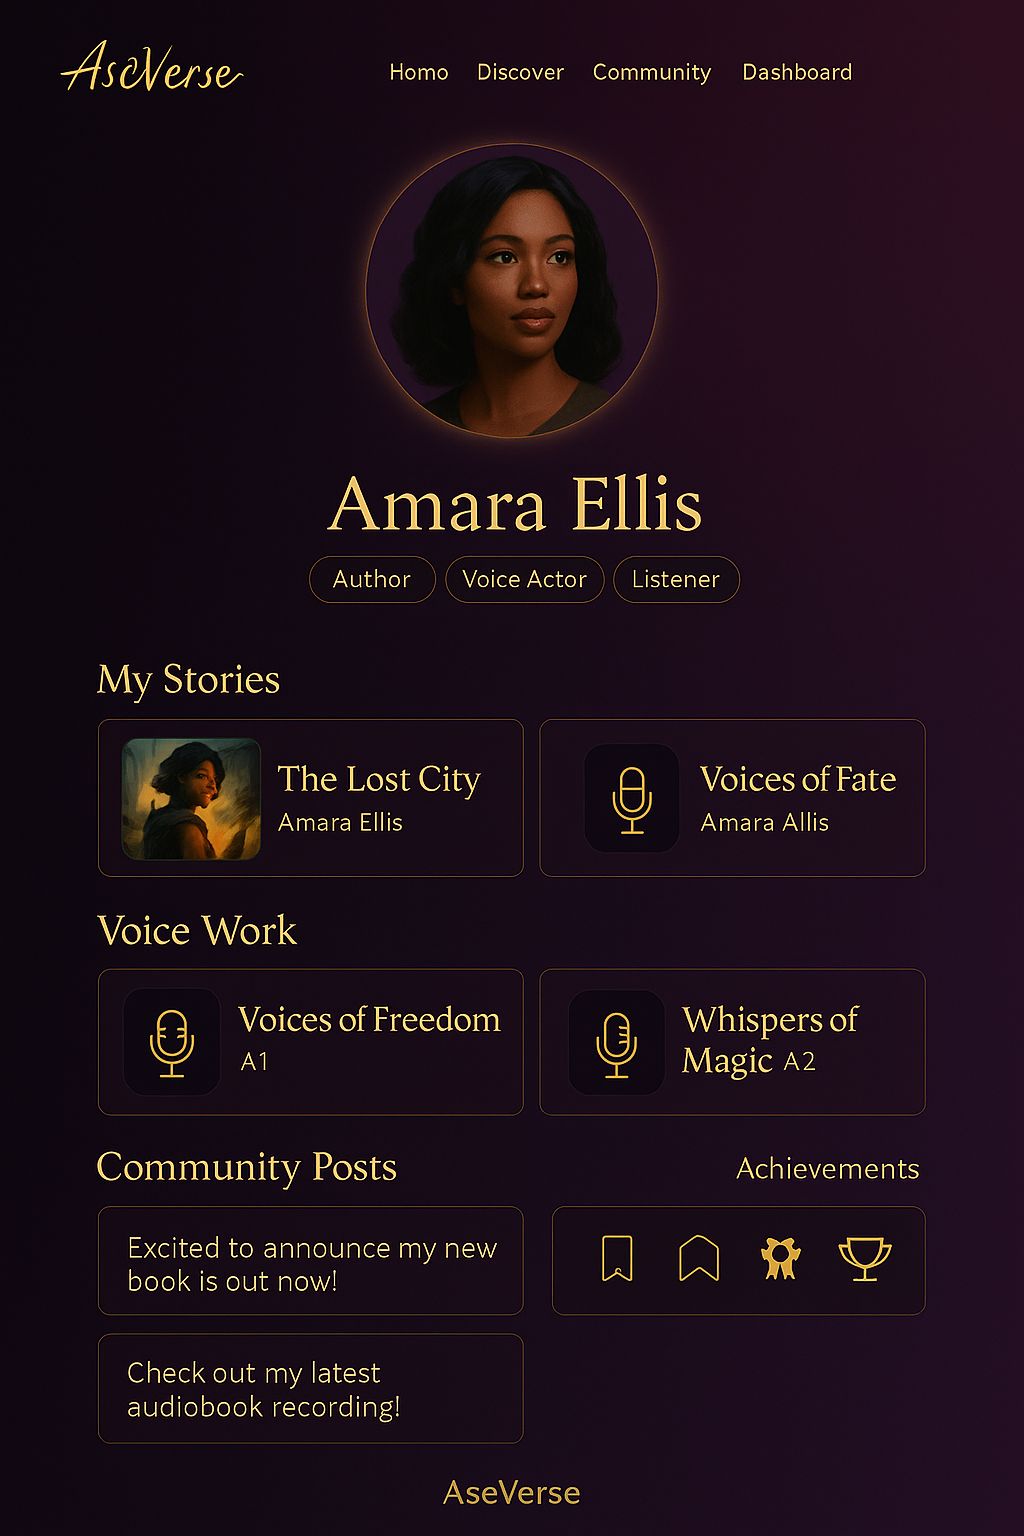 AseVerse
Homo Discover Community Dashboard
Amara Ellis
Author Voice Actor Listener
My Stories
The Lost City
Amara Ellis
Voices of Fate
Amara Allis
Voice Work
Voices of Freedom
A1
Whispers of
Magic A2
Community Posts
Achievements
Excited to announce my new
book is out now!
Check out my latest
audiobook recording!
AseVerse